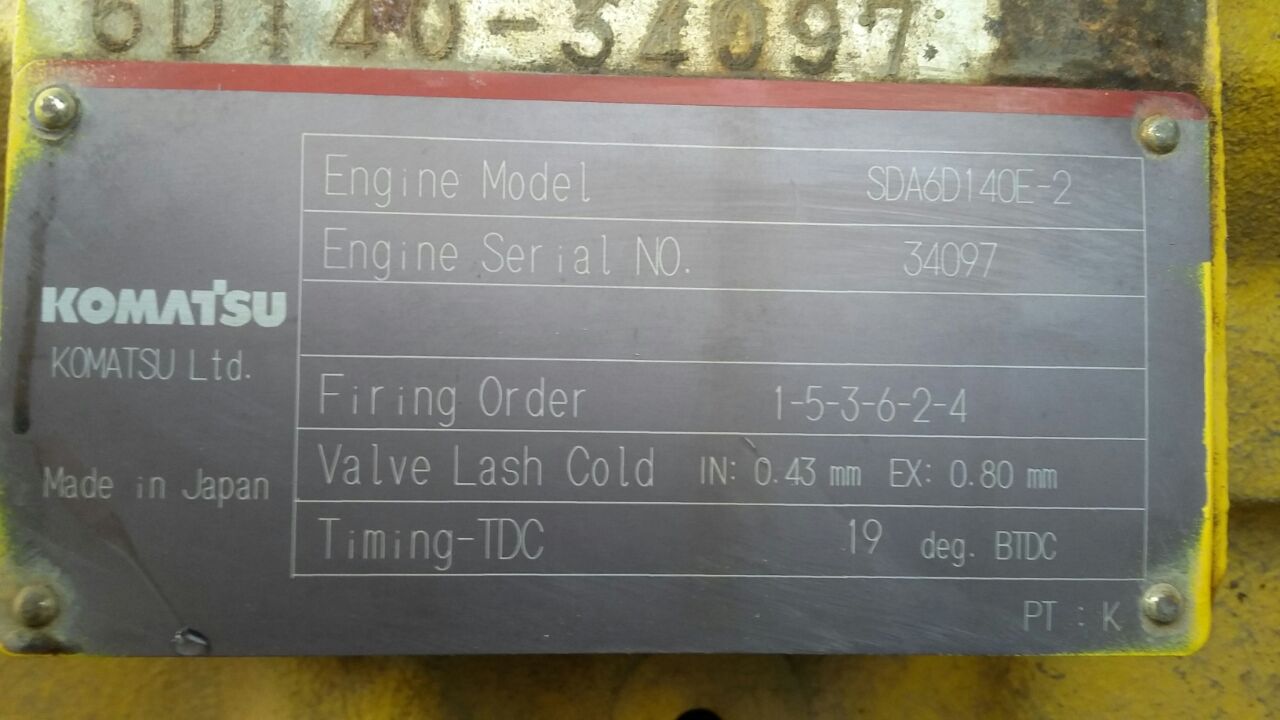 6D140-34097
Engine Model SDA6D140E-2
Engine Serial NO. 34097
KOMATSU
KOMATSU Ltd.
Firing Order 1-5-3-6-2-4
Valve Lash Cold IN: 0.43 mm EX: 0.80 mm
Made in Japan
Timing-TDC 19 deg. BTDC
PT : K